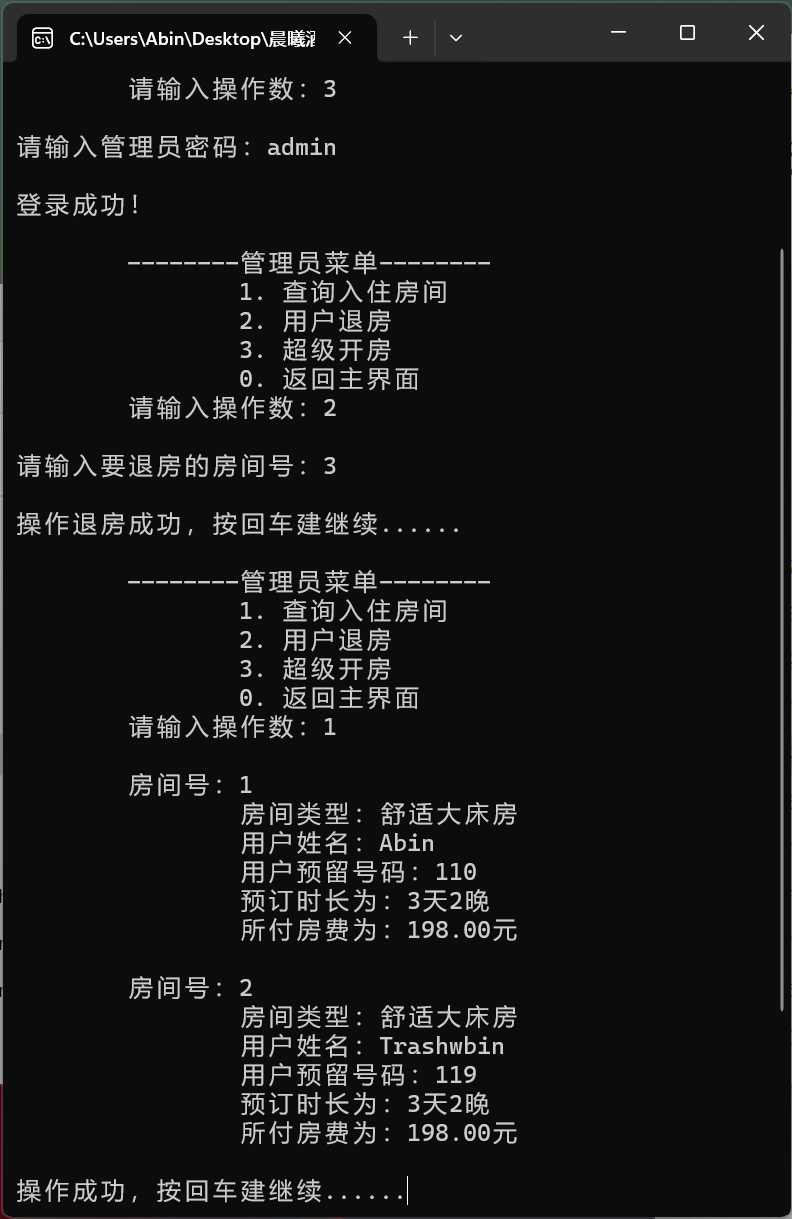 C:\Users\Abin\Desktop\晨曦
请输入操作数：3
请输入管理员密码：admin
登录成功！
--------管理员菜单--------
1. 查询入住房间
2. 用户退房
3. 超级开房
0. 返回主界面
请输入操作数：2
请输入要退房的房间号：3
操作退房成功，按回车建继续......
--------管理员菜单--------
1. 查询入住房间
2. 用户退房
3. 超级开房
0. 返回主界面
请输入操作数：1
房间号：1
房间类型：舒适大床房
用户姓名：Abin
用户预留号码：110
预订时长为：3天2晚
所付房费为：198.00元
房间号：2
房间类型：舒适大床房
用户姓名：Trashwbin
用户预留号码：119
预订时长为：3天2晚
所付房费为：198.00元
操作成功，按回车建继续......